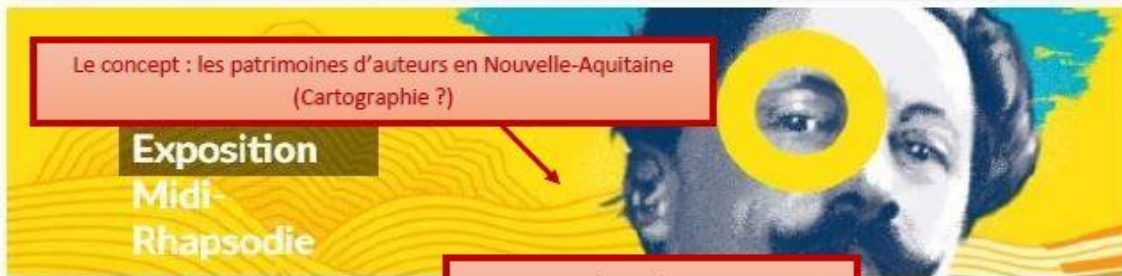 Le concept : les patrimoines d'auteurs en Nouvelle-Aquitaine
(Cartographie ?)
Exposition
Midi-
Rhapsodie